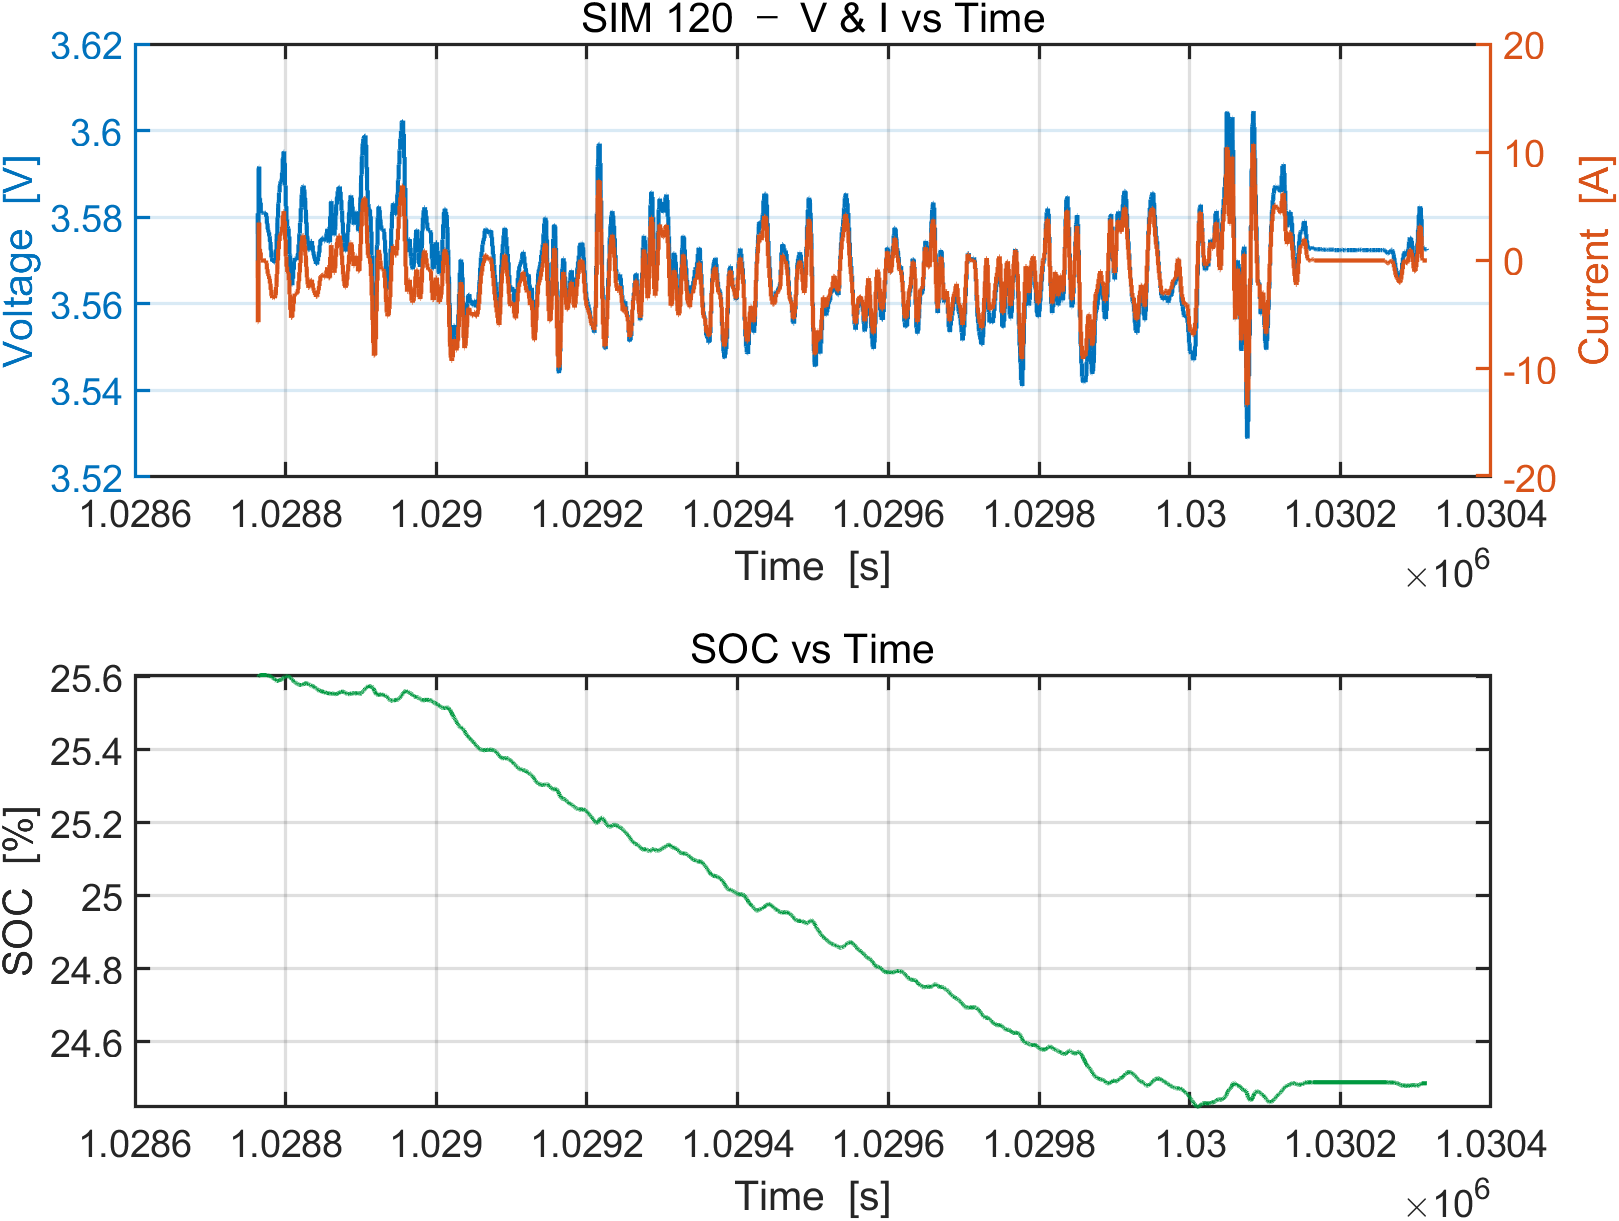 SIM 120 – V & I vs Time
3.62
3.6
3.58
3.56
3.54
3.52
Voltage [V]
20
10
0
-10
-20
Current [A]
1.0286 1.0288 1.029 1.0292 1.0294 1.0296 1.0298 1.03 1.0302 1.0304
Time [s]
×10^6
SOC vs Time
25.6
25.4
25.2
25
24.8
24.6
SOC [%]
1.0286 1.0288 1.029 1.0292 1.0294 1.0296 1.0298 1.03 1.0302 1.0304
Time [s]
×10^6